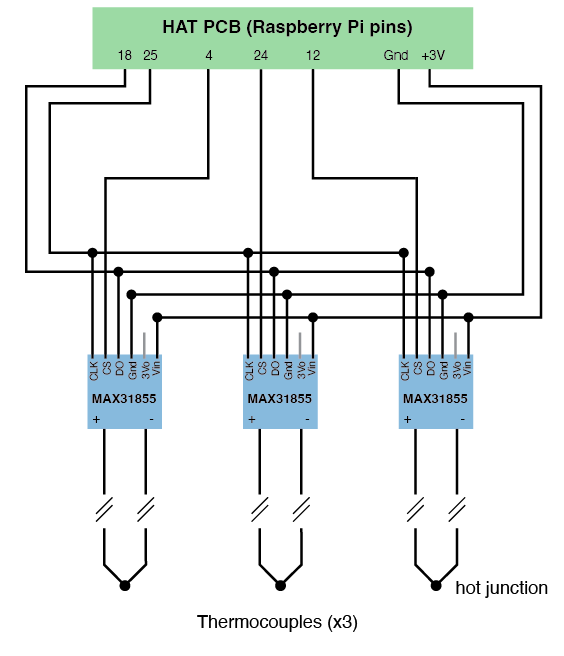 HAT PCB (Raspberry Pi pins)
18 25 4 24 12 Gnd +3V
CLK CS DO Gnd 3Vo Vin CLK CS DO Gnd 3Vo Vin CLK CS DO Gnd 3Vo Vin
MAX31855 MAX31855 MAX31855
+ - + - + -
hot junction
Thermocouples (x3)